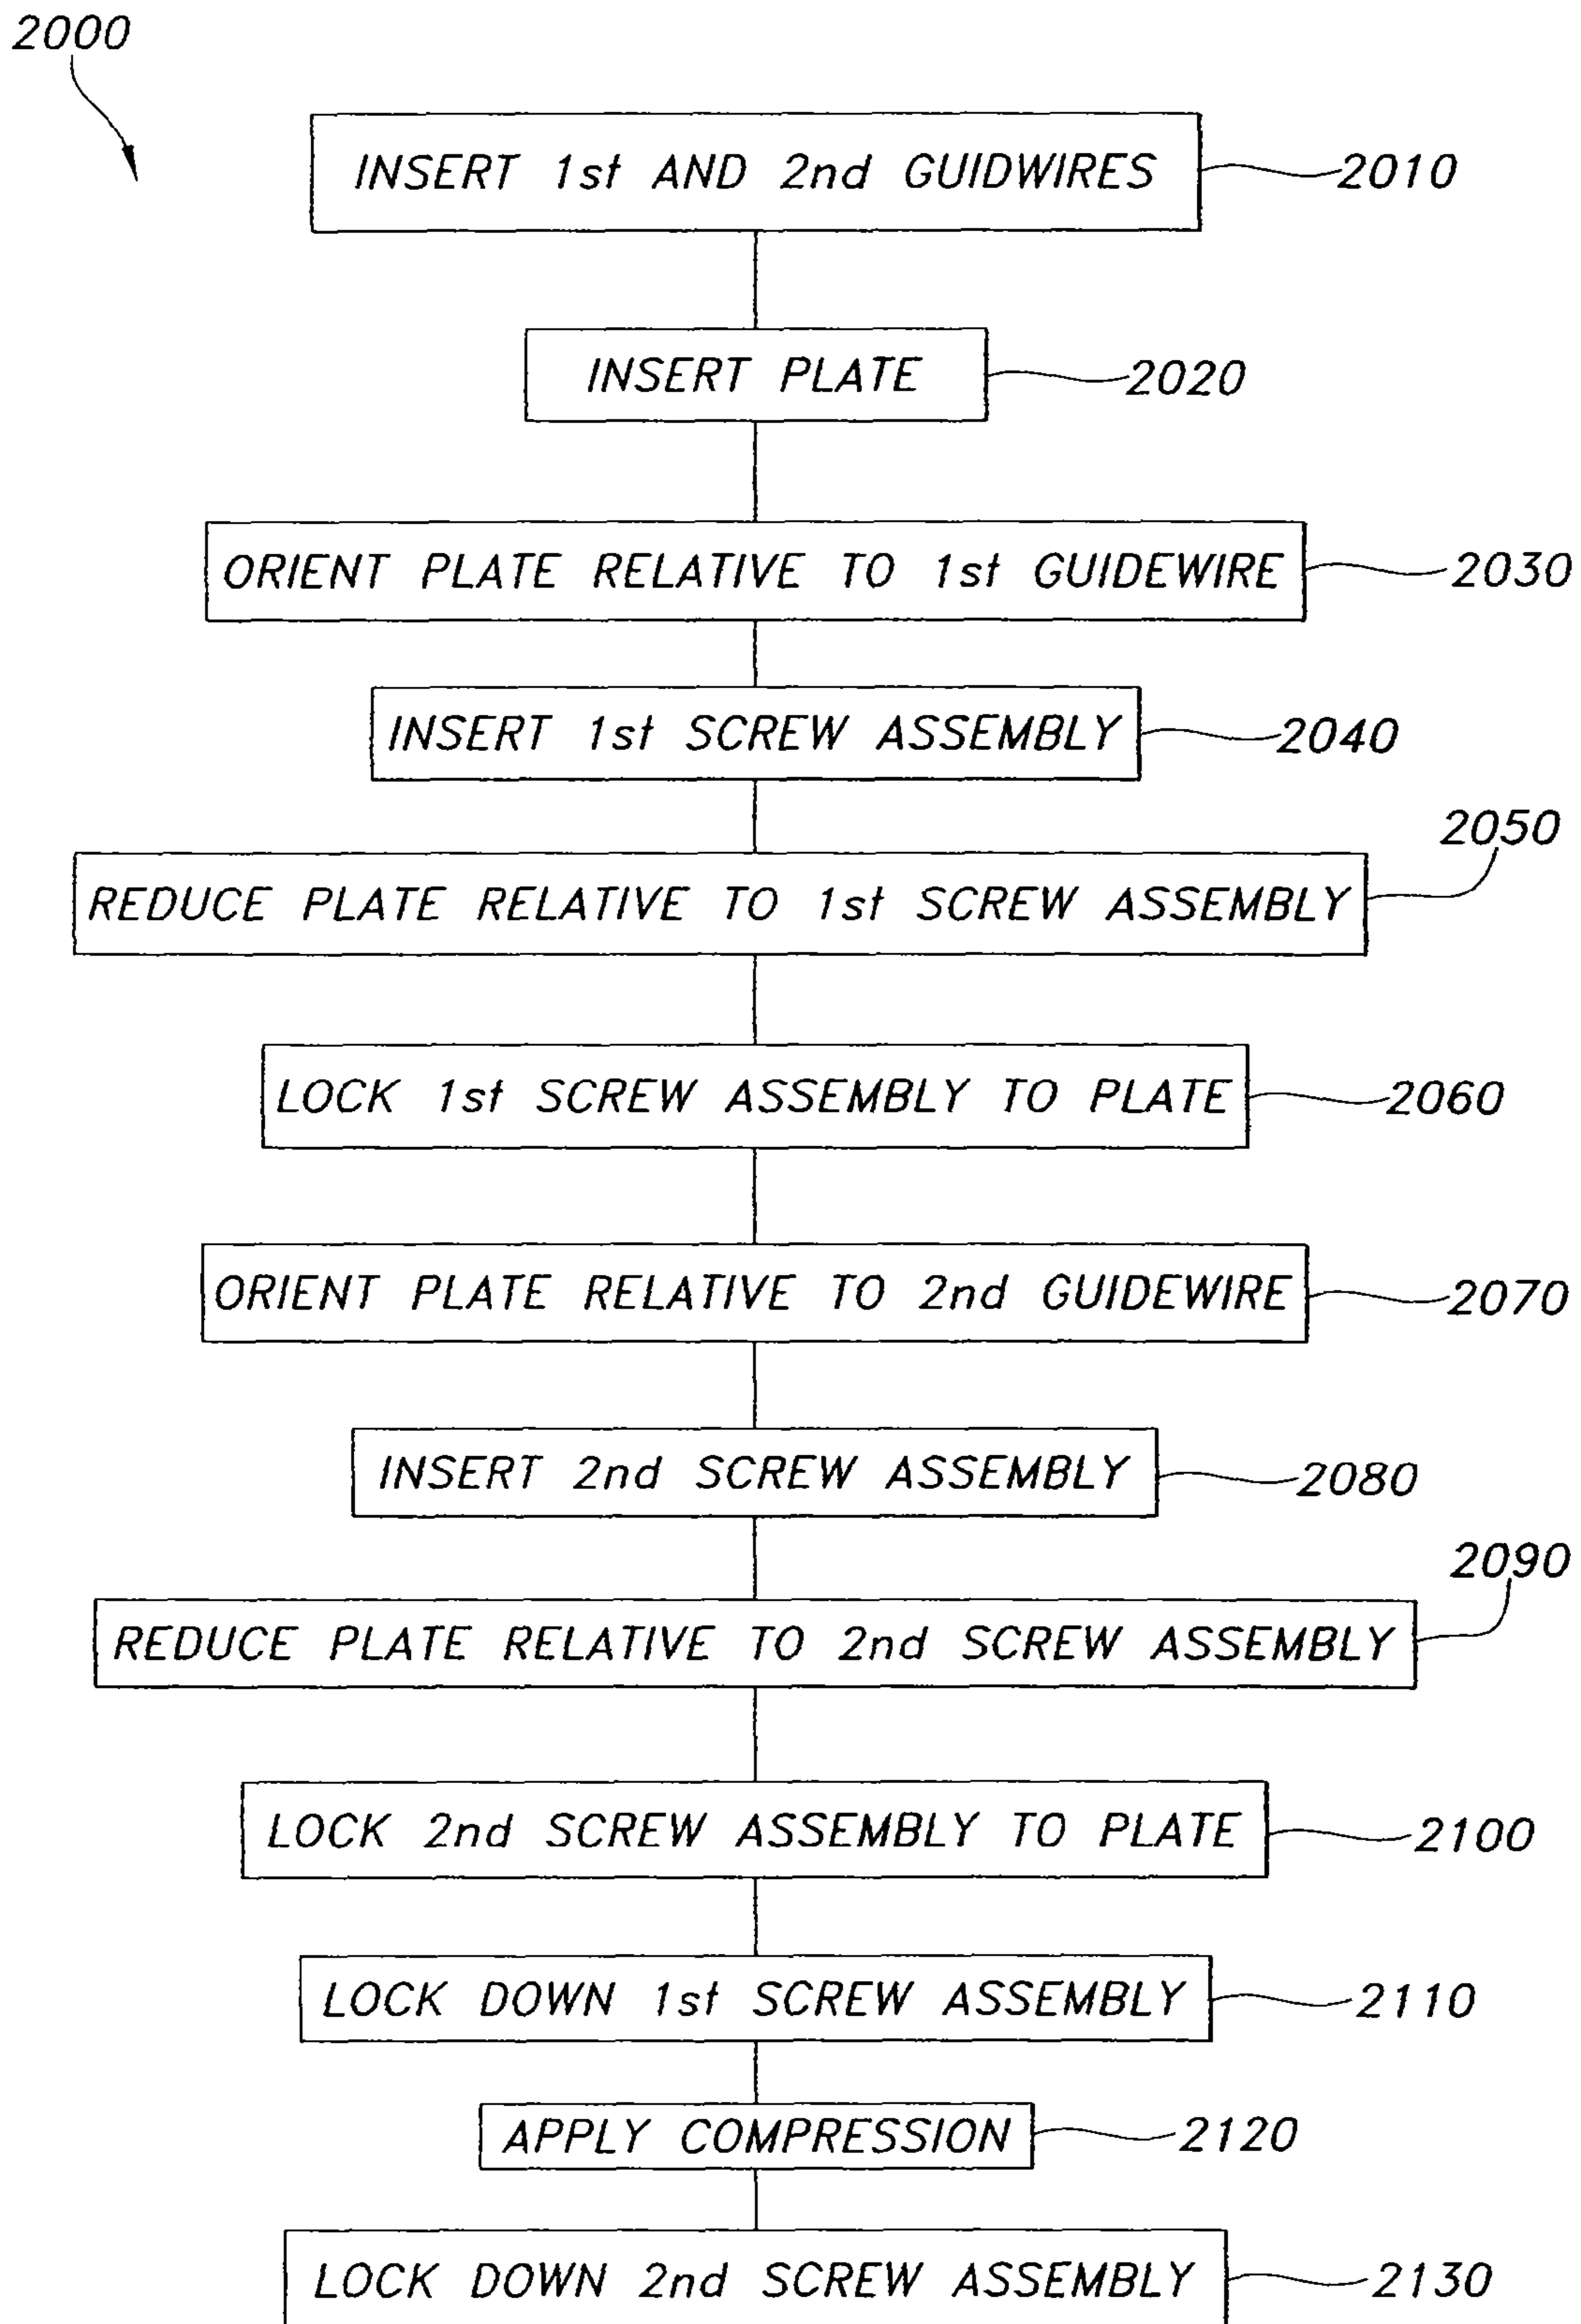 2000
INSERT 1st AND 2nd GUIDWIRES 2010
INSERT PLATE 2020
ORIENT PLATE RELATIVE TO 1st GUIDEWIRE 2030
INSERT 1st SCREW ASSEMBLY 2040
2050
REDUCE PLATE RELATIVE TO 1st SCREW ASSEMBLY
LOCK 1st SCREW ASSEMBLY TO PLATE 2060
ORIENT PLATE RELATIVE TO 2nd GUIDEWIRE 2070
INSERT 2nd SCREW ASSEMBLY 2080
2090
REDUCE PLATE RELATIVE TO 2nd SCREW ASSEMBLY
LOCK 2nd SCREW ASSEMBLY TO PLATE 2100
LOCK DOWN 1st SCREW ASSEMBLY 2110
APPLY COMPRESSION 2120
LOCK DOWN 2nd SCREW ASSEMBLY 2130